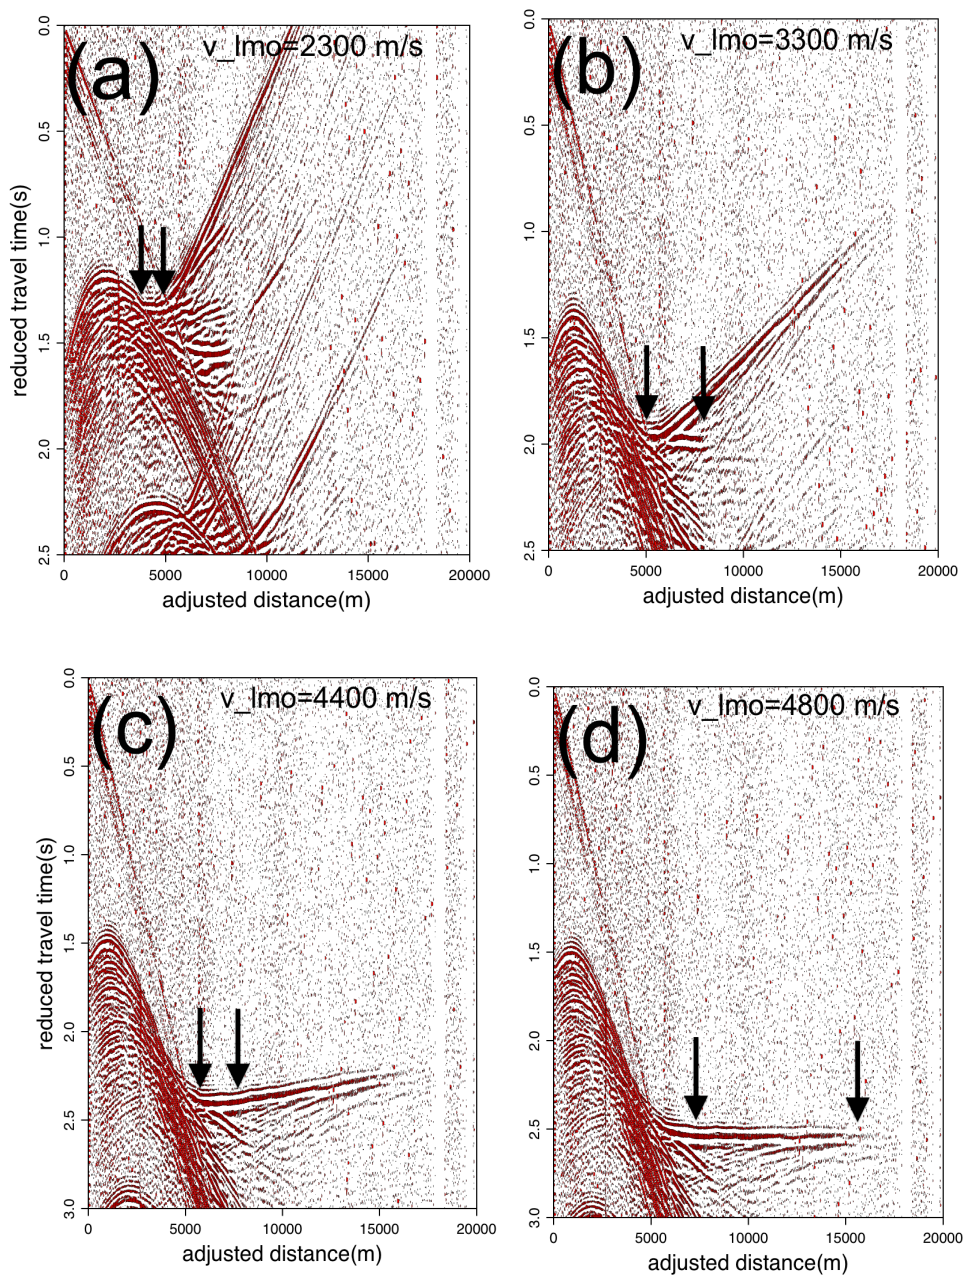 (a)
v_lmo=2300 m/s
0.0
0.5
1.0
1.5
2.0
2.5
reduced travel time(s)
0 5000 10000 15000 20000
adjusted distance(m)
(b)
v_lmo=3300 m/s
0.0
0.5
1.0
1.5
2.0
2.5
0 5000 10000 15000 20000
adjusted distance(m)
(c)
v_lmo=4400 m/s
0.0
0.5
1.0
1.5
2.0
2.5
3.0
reduced travel time(s)
0 5000 10000 15000 20000
adjusted distance(m)
(d)
v_lmo=4800 m/s
0.0
0.5
1.0
1.5
2.0
2.5
3.0
0 5000 10000 15000 20000
adjusted distance(m)